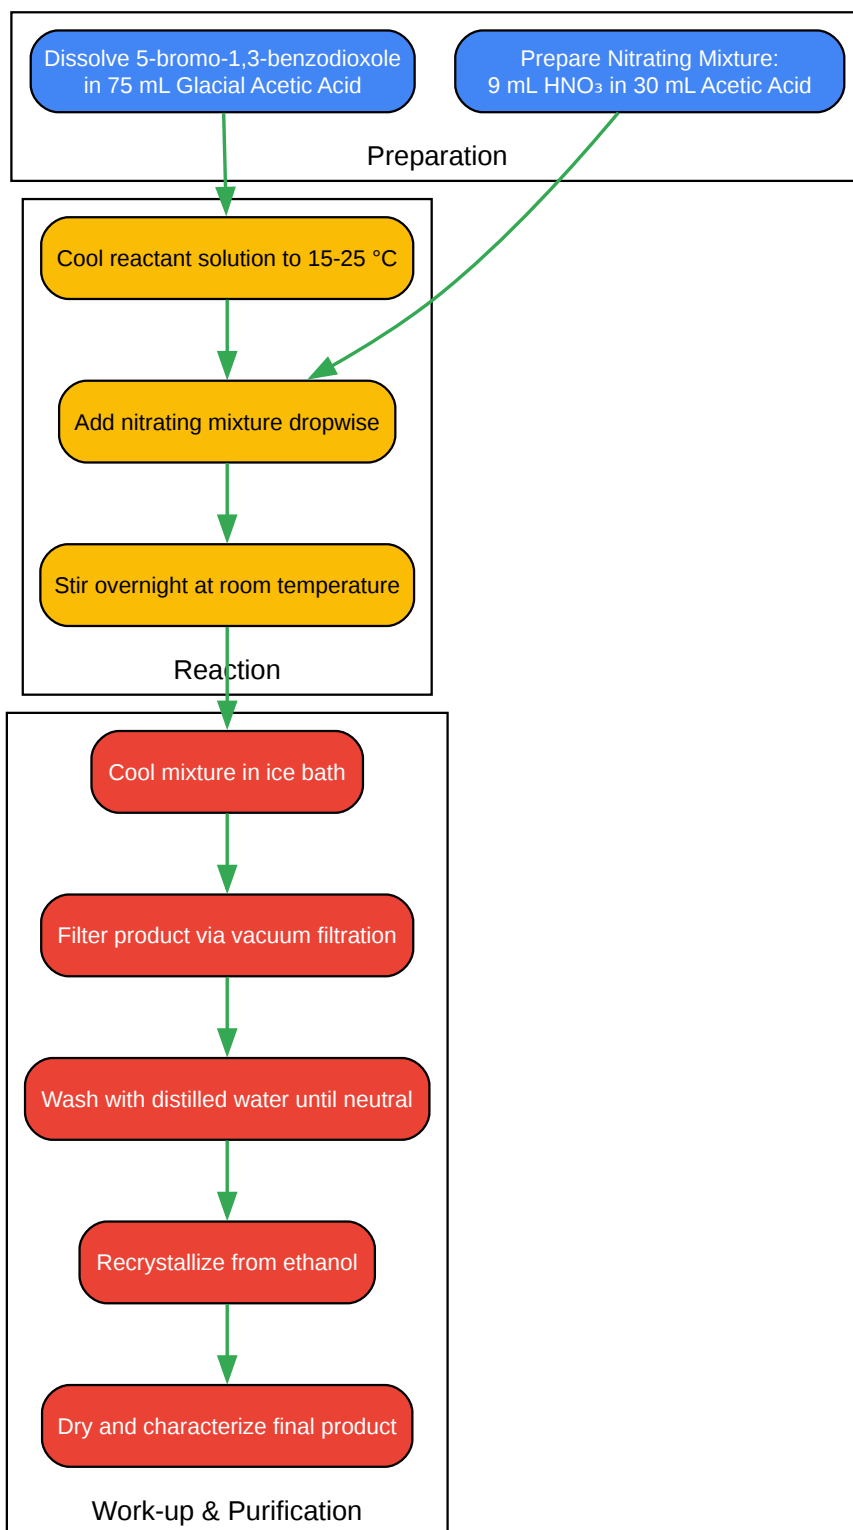 Dissolve 5-bromo-1,3-benzodioxole
in 75 mL Glacial Acetic Acid
Prepare Nitrating Mixture:
9 mL HNO₃ in 30 mL Acetic Acid
Preparation
Cool reactant solution to 15-25 °C
Add nitrating mixture dropwise
Stir overnight at room temperature
Reaction
Cool mixture in ice bath
Filter product via vacuum filtration
Wash with distilled water until neutral
Recrystallize from ethanol
Dry and characterize final product
Work-up & Purification